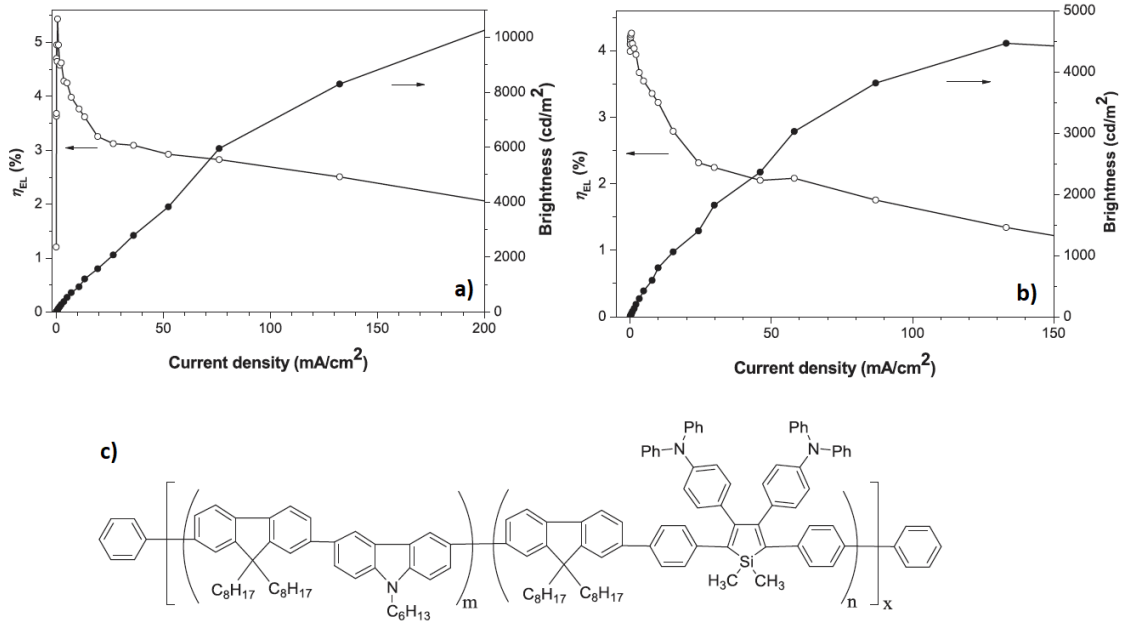 5
4
3
2
1
0
η_EL (%)
10000
8000
6000
4000
2000
0
Brightness (cd/m²)
a)
0 50 100 150 200
Current density (mA/cm²)
4
3
2
1
0
η_EL (%)
5000
4000
3000
2000
1000
0
Brightness (cd/m²)
b)
0 50 100 150
Current density (mA/cm²)
c)
Ph Ph
Ph N N Ph
Si
H₃C CH₃
C₈H₁₇ C₈H₁₇ N C₈H₁₇ C₈H₁₇
C₆H₁₃
m n x